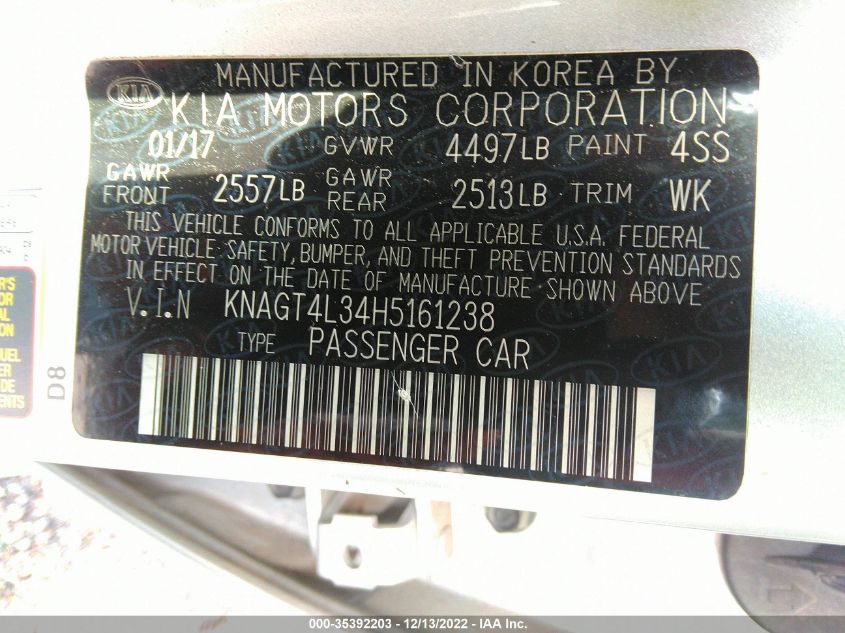 MANUFACTURED IN KOREA BY
KIA
KIA MOTORS CORPORATION
01/17 GVWR 4497LB PAINT 4SS
GAWR FRONT 2557LB GAWR REAR 2513LB TRIM WK
THIS VEHICLE CONFORMS TO ALL APPLICABLE U.S.A. FEDERAL
MOTOR VEHICLE SAFETY, BUMPER, AND THEFT PREVENTION STANDARDS
IN EFFECT ON THE DATE OF MANUFACTURE SHOWN ABOVE
V.I.N KNAGT4L34H5161238
TYPE PASSENGER CAR
D8
000-35392203 - 12/13/2022 - IAA Inc.